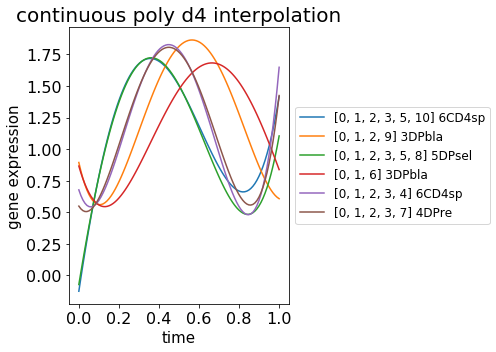 continuous poly d4 interpolation
gene expression
1.75
1.50
1.25
1.00
0.75
0.50
0.25
0.00
0.0 0.2 0.4 0.6 0.8 1.0
time
[0, 1, 2, 3, 5, 10] 6CD4sp
[0, 1, 2, 9] 3DPbla
[0, 1, 2, 3, 5, 8] 5DPsel
[0, 1, 6] 3DPbla
[0, 1, 2, 3, 4] 6CD4sp
[0, 1, 2, 3, 7] 4DPre